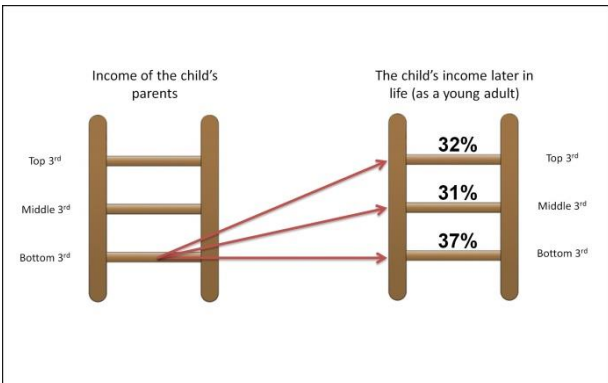 Income of the child's
parents
The child's income later in
life (as a young adult)
Top 3rd
32%
Top 3rd
Middle 3rd
31%
Middle 3rd
Bottom 3rd
37%
Bottom 3rd